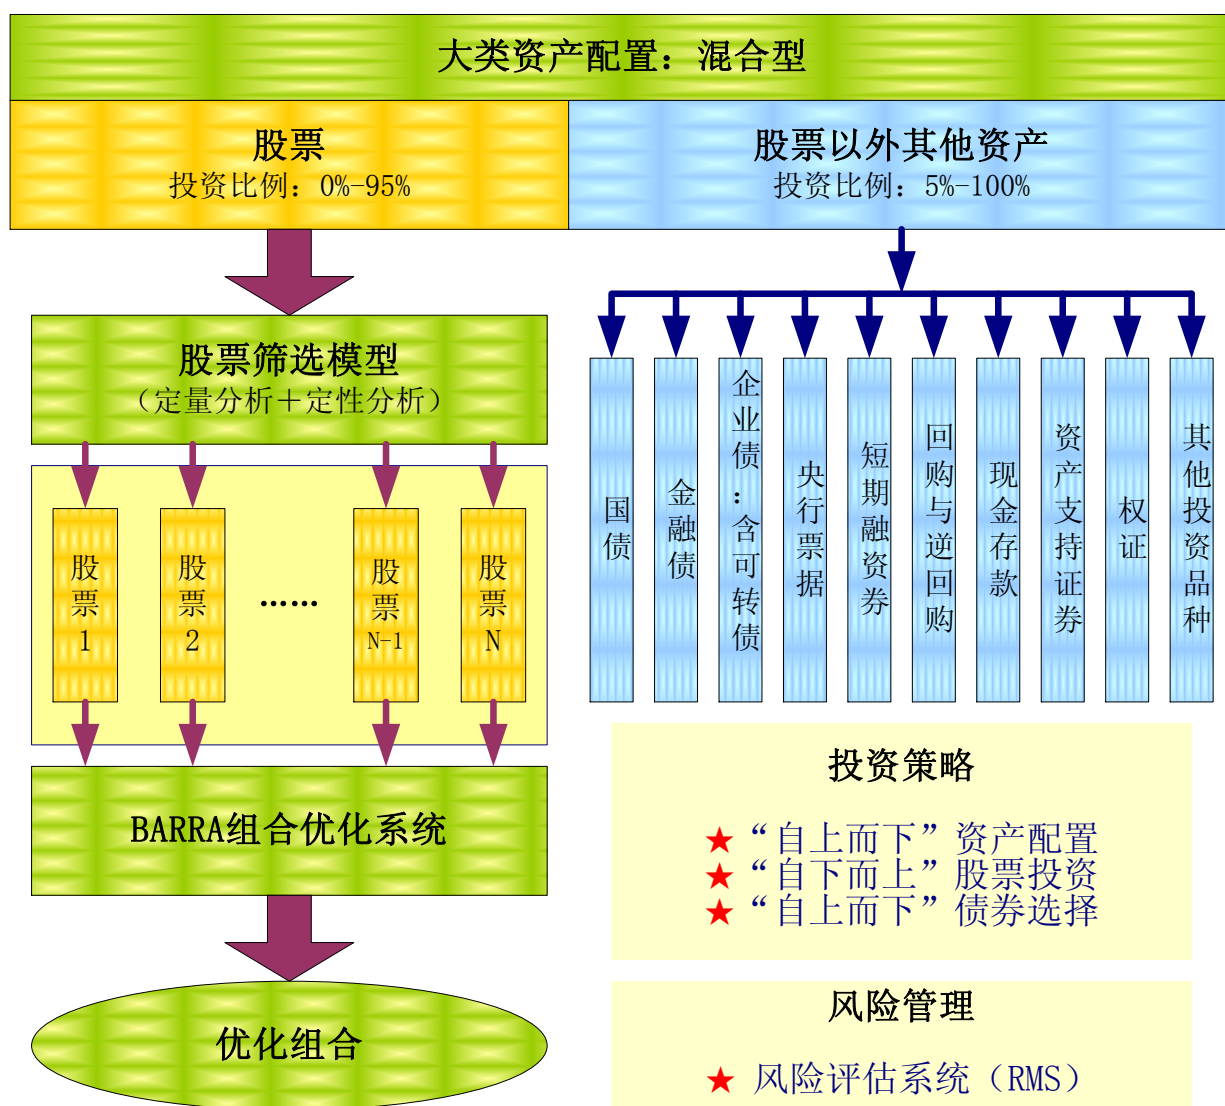 大类资产配置：混合型
股票
投资比例：0%-95%
股票以外其他资产
投资比例：5%-100%
股票筛选模型
（定量分析＋定性分析）
股票1
股票2
……
股票N-1
股票N
BARRA组合优化系统
优化组合
国债
金融债
企业债：含可转债
央行票据
短期融资券
回购与逆回购
现金存款
资产支持证券
权证
其他投资品种
投资策略
★“自上而下”资产配置
★“自下而上”股票投资
★“自上而下”债券选择
风险管理
★ 风险评估系统（RMS）